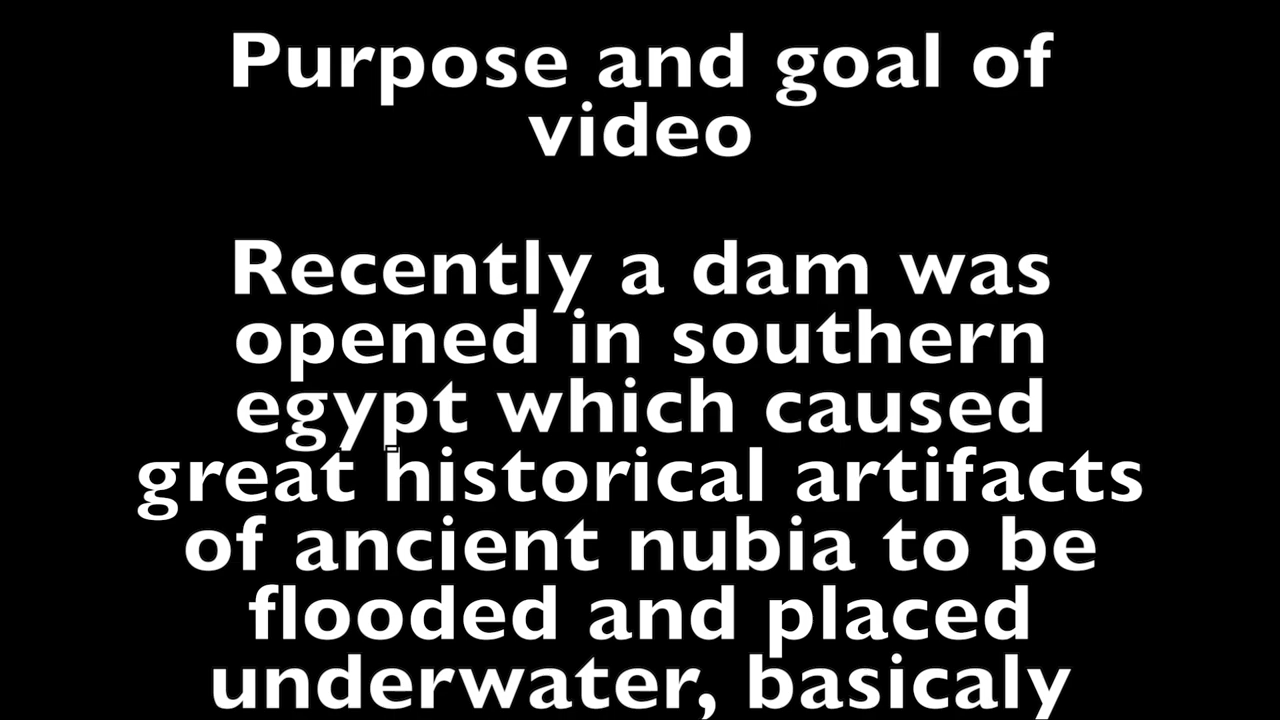 Purpose and goal of
video
Recently a dam was
opened in southern
egypt which caused
great historical artifacts
of ancient nubia to be
flooded and placed
underwater, basicaly